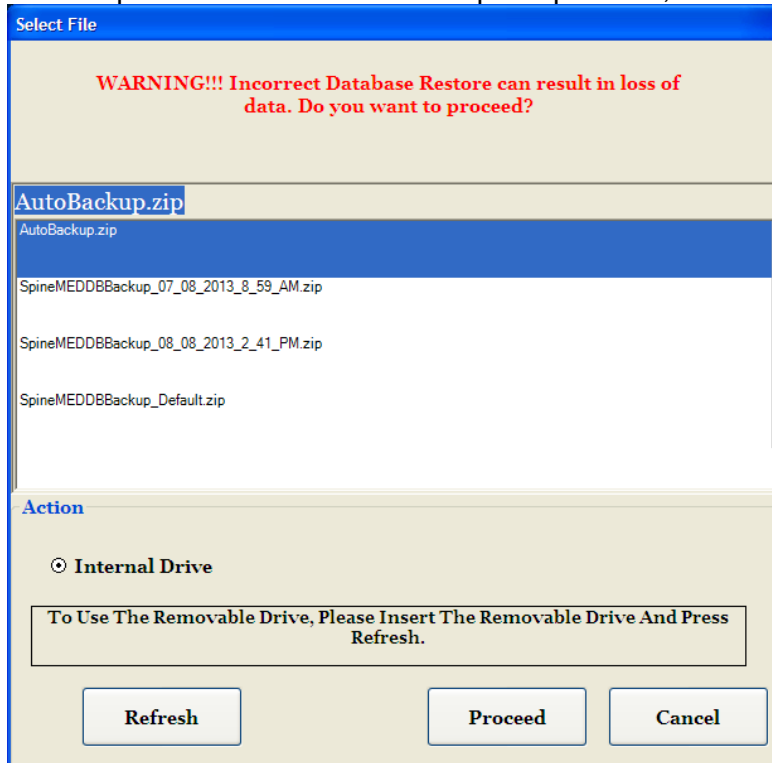 Select File
WARNING!!! Incorrect Database Restore can result in loss of
data. Do you want to proceed?
AutoBackup.zip
AutoBackup.zip
SpineMEDDBBackup_07_08_2013_8_59_AM.zip
SpineMEDDBBackup_08_08_2013_2_41_PM.zip
SpineMEDDBBackup_Default.zip
Action
Internal Drive
To Use The Removable Drive, Please Insert The Removable Drive And Press
Refresh.
Refresh
Proceed
Cancel